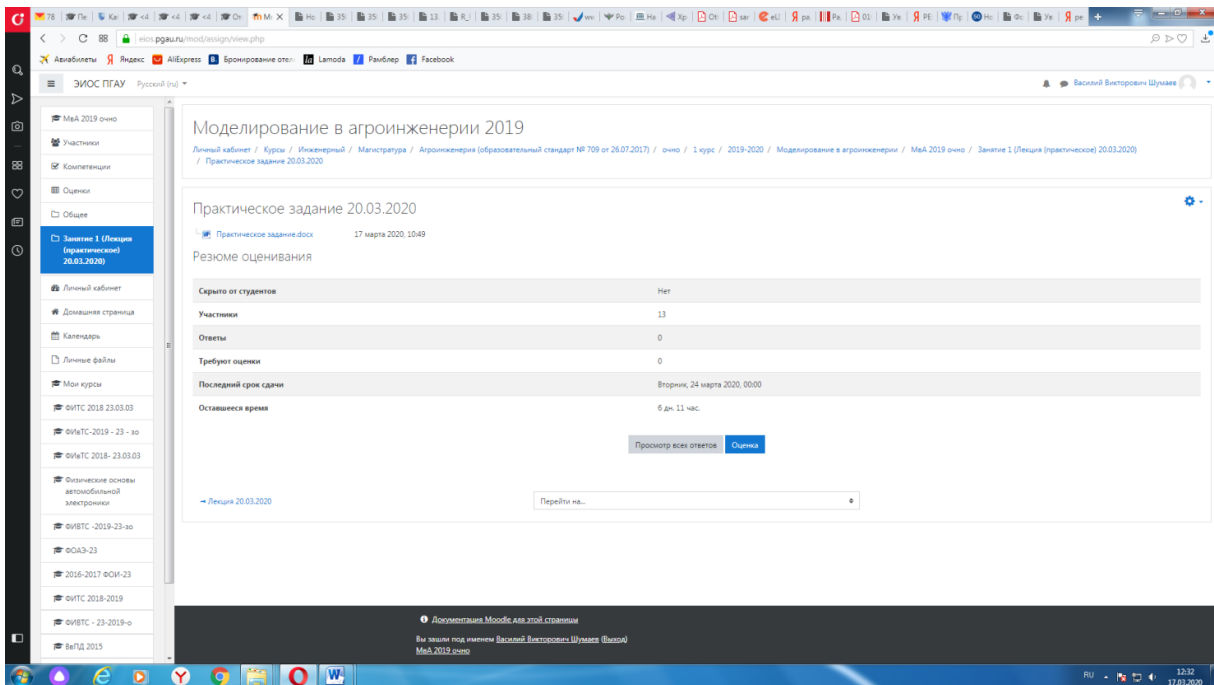 eios.pgau.ru/mod/assign/view.php
Авиабилеты Яндекс AliExpress Бронирование отел Lamoda Рамблер Facebook
ЭИОС ПГАУ Русский (ru)
Василий Викторович Шумаев
МвА 2019 очно
Участники
Компетенции
Оценки
Общее
Занятие 1 (Лекция
(практическое)
20.03.2020)
Личный кабинет
Домашняя страница
Календарь
Личные файлы
Мои курсы
ФИТС 2018 23.03.03
ФИеТС-2019 - 23 - зо
ФИеТС 2018- 23.03.03
Физические основы
автомобильной
электроники
ФИВТС -2019-23-зо
ФОАЭ-23
2016-2017 ФОИ-23
ФИТС 2018-2019
ФИВТС - 23-2019-о
ВвПД 2015
Моделирование в агроинженерии 2019
Личный кабинет / Курсы / Инженерный / Магистратура / Агроинженерия (образовательный стандарт № 709 от 26.07.2017) / очно / 1 курс / 2019-2020 / Моделирование в агроинженерии / МвА 2019 очно / Занятие 1 (Лекция (практическое) 20.03.2020)
/ Практическое задание 20.03.2020
Практическое задание 20.03.2020
Практическое задание.docx 17 марта 2020, 10:49
Резюме оценивания
Скрыто от студентов Нет
Участники 13
Ответы 0
Требуют оценки 0
Последний срок сдачи Вторник, 24 марта 2020, 00:00
Оставшееся время 6 дн. 11 час.
Просмотр всех ответов Оценка
→ Лекция 20.03.2020 Перейти на...
Документация Moodle для этой страницы
Вы зашли под именем Василий Викторович Шумаев (Выход)
МвА 2019 очно
RU 12:32
17.03.2020